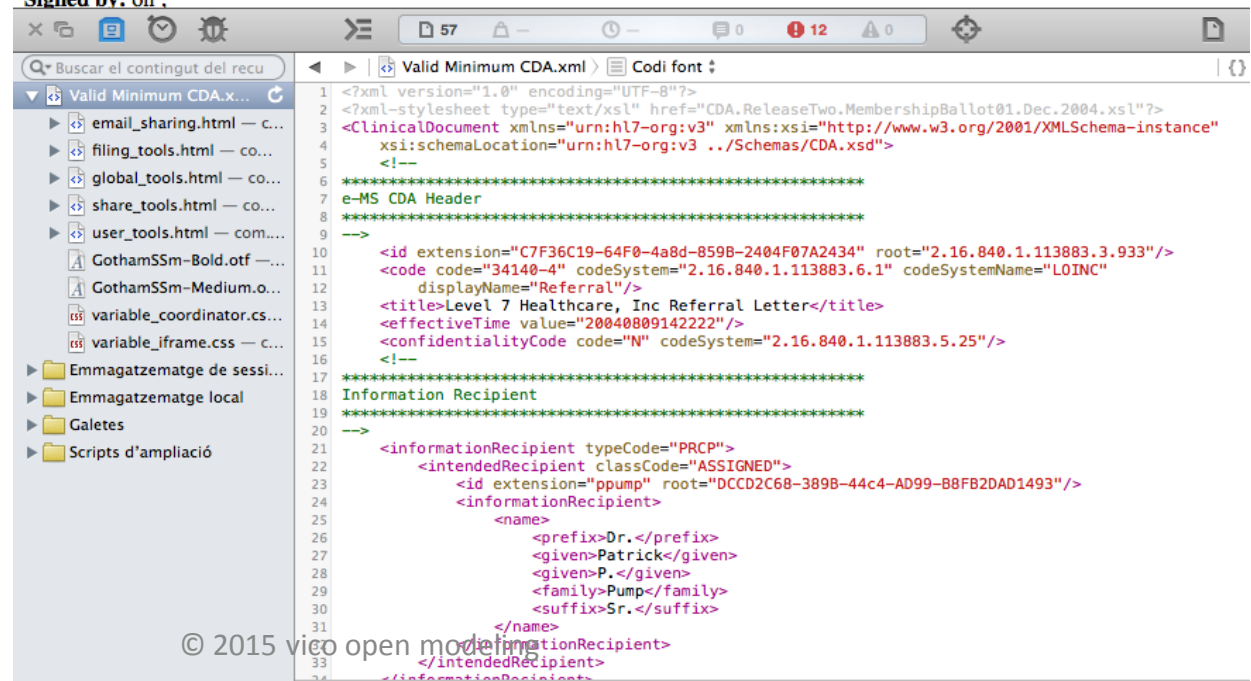 Signed by: on ,
57 — — 0 12 0
Buscar el contingut del recu
Valid Minimum CDA.xml Codi font
{}
Valid Minimum CDA.x...
email_sharing.html — c...
filing_tools.html — co...
global_tools.html — co...
share_tools.html — co...
user_tools.html — com....
GothamSSm-Bold.otf —...
GothamSSm-Medium.o...
variable_coordinator.cs...
variable_iframe.css — c...
Emmagatzematge de sessi...
Emmagatzematge local
Galetes
Scripts d'ampliació
1 <?xml version="1.0" encoding="UTF-8"?>
2 <?xml-stylesheet type="text/xsl" href="CDA.ReleaseTwo.MembershipBallot01.Dec.2004.xsl"?>
3 <ClinicalDocument xmlns="urn:hl7-org:v3" xmlns:xsi="http://www.w3.org/2001/XMLSchema-instance"
4 xsi:schemaLocation="urn:hl7-org:v3 ../Schemas/CDA.xsd">
5 <!--
6 ********************************************************
7 e-MS CDA Header
8 ********************************************************
9 -->
10 <id extension="C7F36C19-64F0-4a8d-859B-2404F07A2434" root="2.16.840.1.113883.3.933"/>
11 <code code="34140-4" codeSystem="2.16.840.1.113883.6.1" codeSystemName="LOINC"
12 displayName="Referral"/>
13 <title>Level 7 Healthcare, Inc Referral Letter</title>
14 <effectiveTime value="20040809142222"/>
15 <confidentialityCode code="N" codeSystem="2.16.840.1.113883.5.25"/>
16 <!--
17 ********************************************************
18 Information Recipient
19 ********************************************************
20 -->
21 <informationRecipient typeCode="PRCP">
22 <intendedRecipient classCode="ASSIGNED">
23 <id extension="ppump" root="DCCD2C68-389B-44c4-AD99-B8FB2DAD1493"/>
24 <informationRecipient>
25 <name>
26 <prefix>Dr.</prefix>
27 <given>Patrick</given>
28 <given>P.</given>
29 <family>Pump</family>
30 <suffix>Sr.</suffix>
31 </name>
32 </informationRecipient>
33 </intendedRecipient>
34 </informationRecipient>
© 2015 vico open modeling